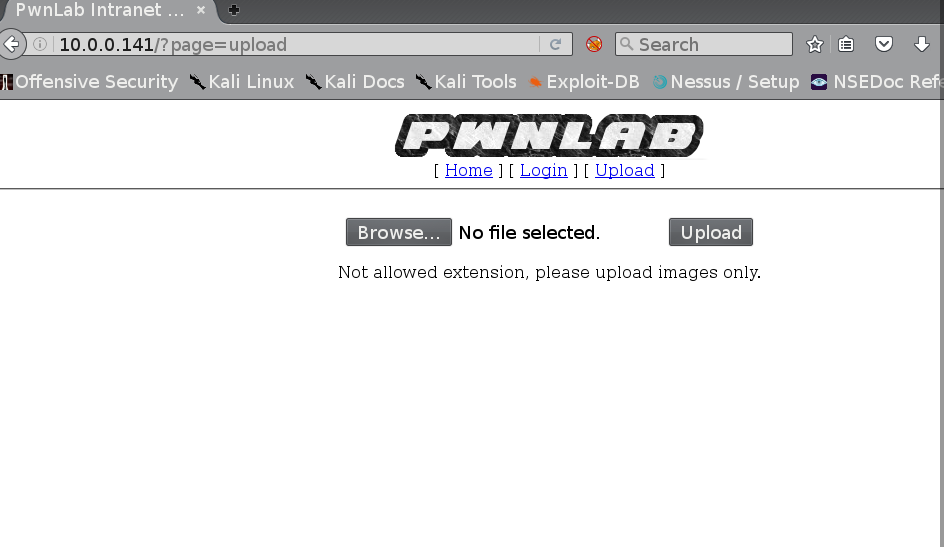 PwnLab Intranet ...
10.0.0.141/?page=upload
Search
Offensive Security Kali Linux Kali Docs Kali Tools Exploit-DB Nessus / Setup NSEDoc Refe
PWNLAB
[ Home ] [ Login ] [ Upload ]
Browse... No file selected. Upload
Not allowed extension, please upload images only.